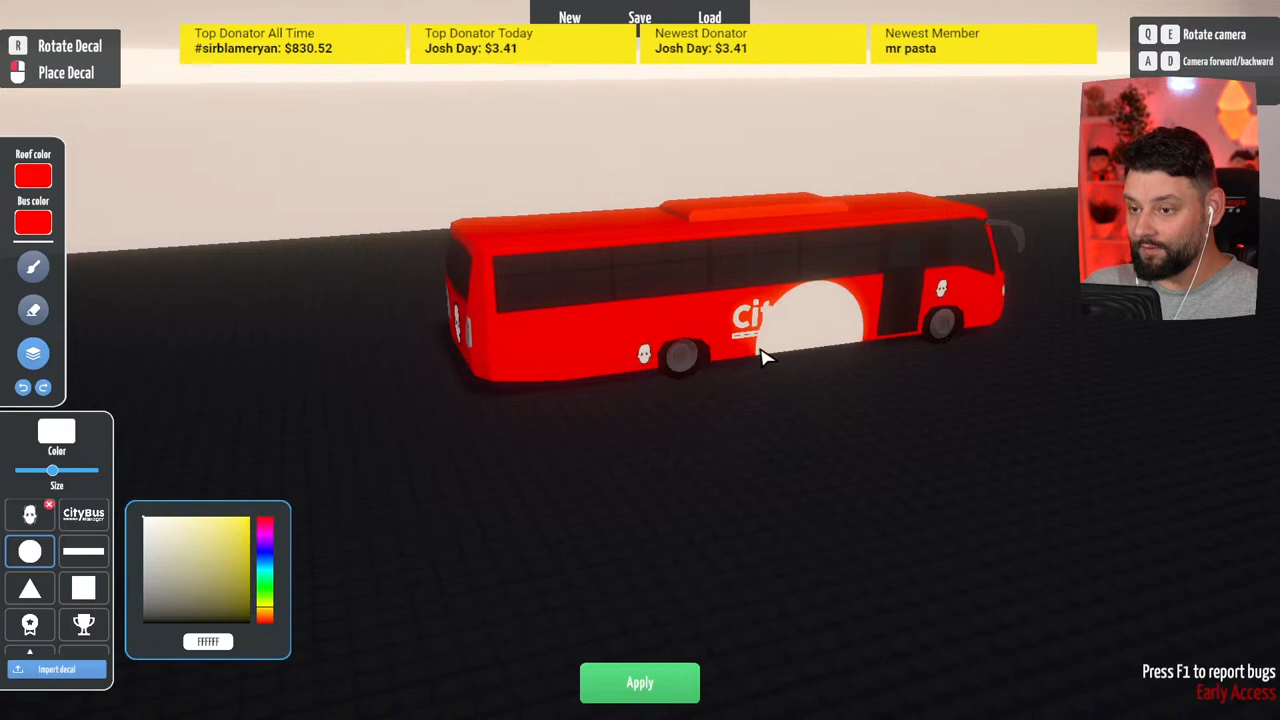 New Save Load
R Rotate Decal
Place Decal
Top Donator All Time
#sirblameryan: $830.52
Top Donator Today
Josh Day: $3.41
Newest Donator
Josh Day: $3.41
Newest Member
mr pasta
Q E Rotate camera
A D Camera forward/backward
Roof color
Bus color
Cit
Color
Size
CityBus
MANAGER
FFFFFF
Import decal
Apply
Press F1 to report bugs
Early Access